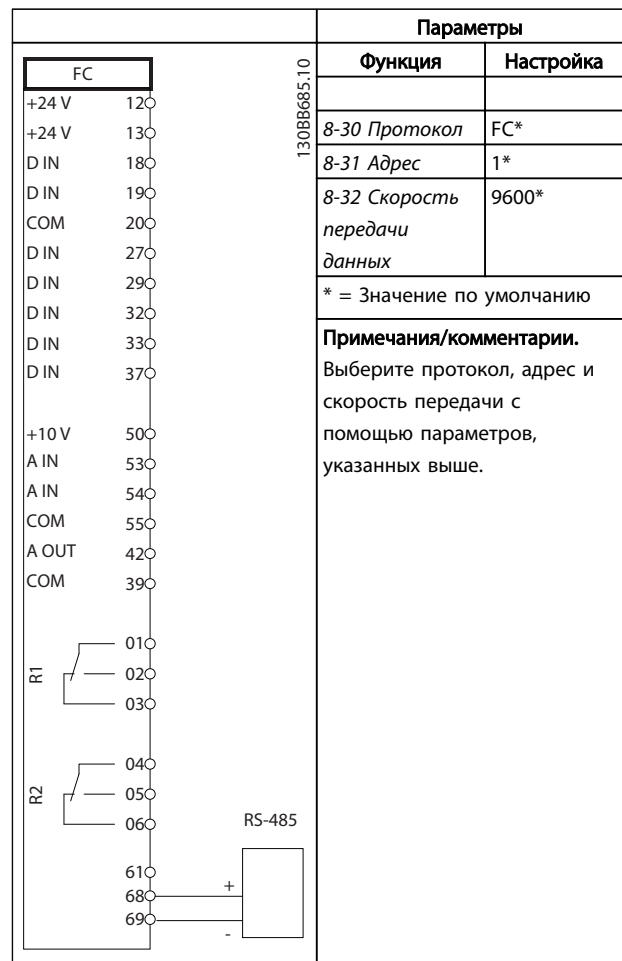 FC
130BB685.10
+24 V 12
+24 V 13
D IN 18
D IN 19
COM 20
D IN 27
D IN 29
D IN 32
D IN 33
D IN 37
+10 V 50
A IN 53
A IN 54
COM 55
A OUT 42
COM 39
R1
01
02
03
R2
04
05
06
RS-485
61
68 +
69 -
Параметры
Функция Настройка
8-30 Протокол FC*
8-31 Адрес 1*
8-32 Скорость 9600*
передачи
данных
* = Значение по умолчанию
Примечания/комментарии.
Выберите протокол, адрес и
скорость передачи с
помощью параметров,
указанных выше.